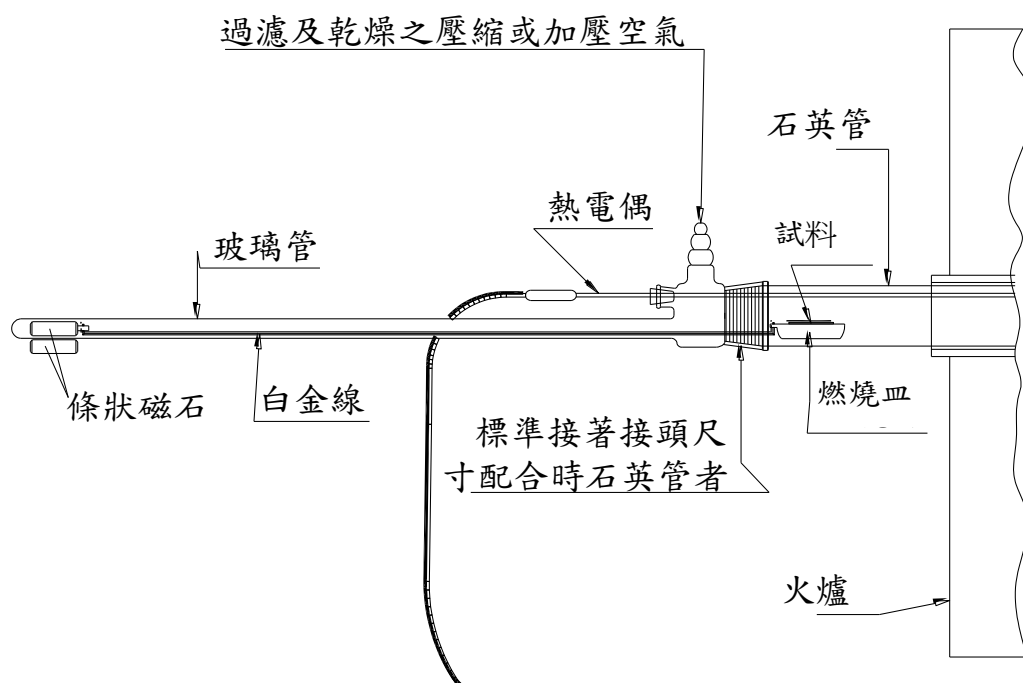 過濾及乾燥之壓縮或加壓空氣
石英管
熱電偶
試料
玻璃管
條狀磁石
白金線
燃燒皿
標準接著接頭尺
寸配合時石英管者
火爐